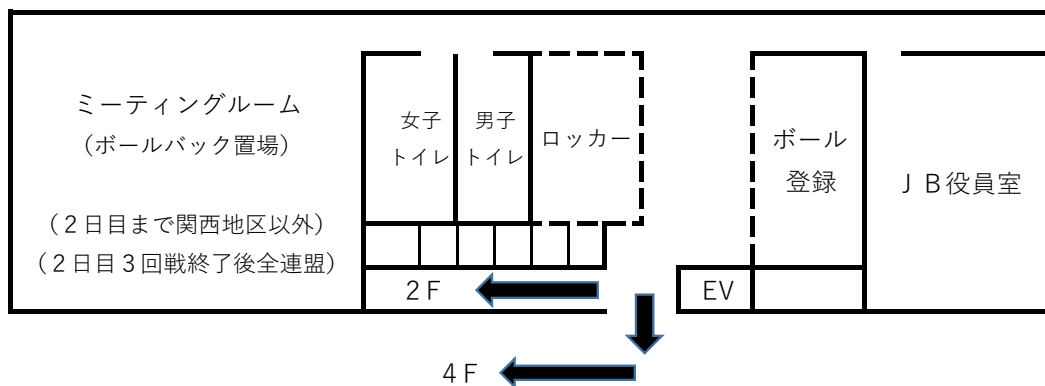 ミーティングルーム
(ボールバック置場)
(２日目まで関西地区以外)
(２日目３回戦終了後全連盟)
女子
トイレ
男子
トイレ
ロッカー
ボール
登録
ＪＢ役員室
２Ｆ
EV
４Ｆ